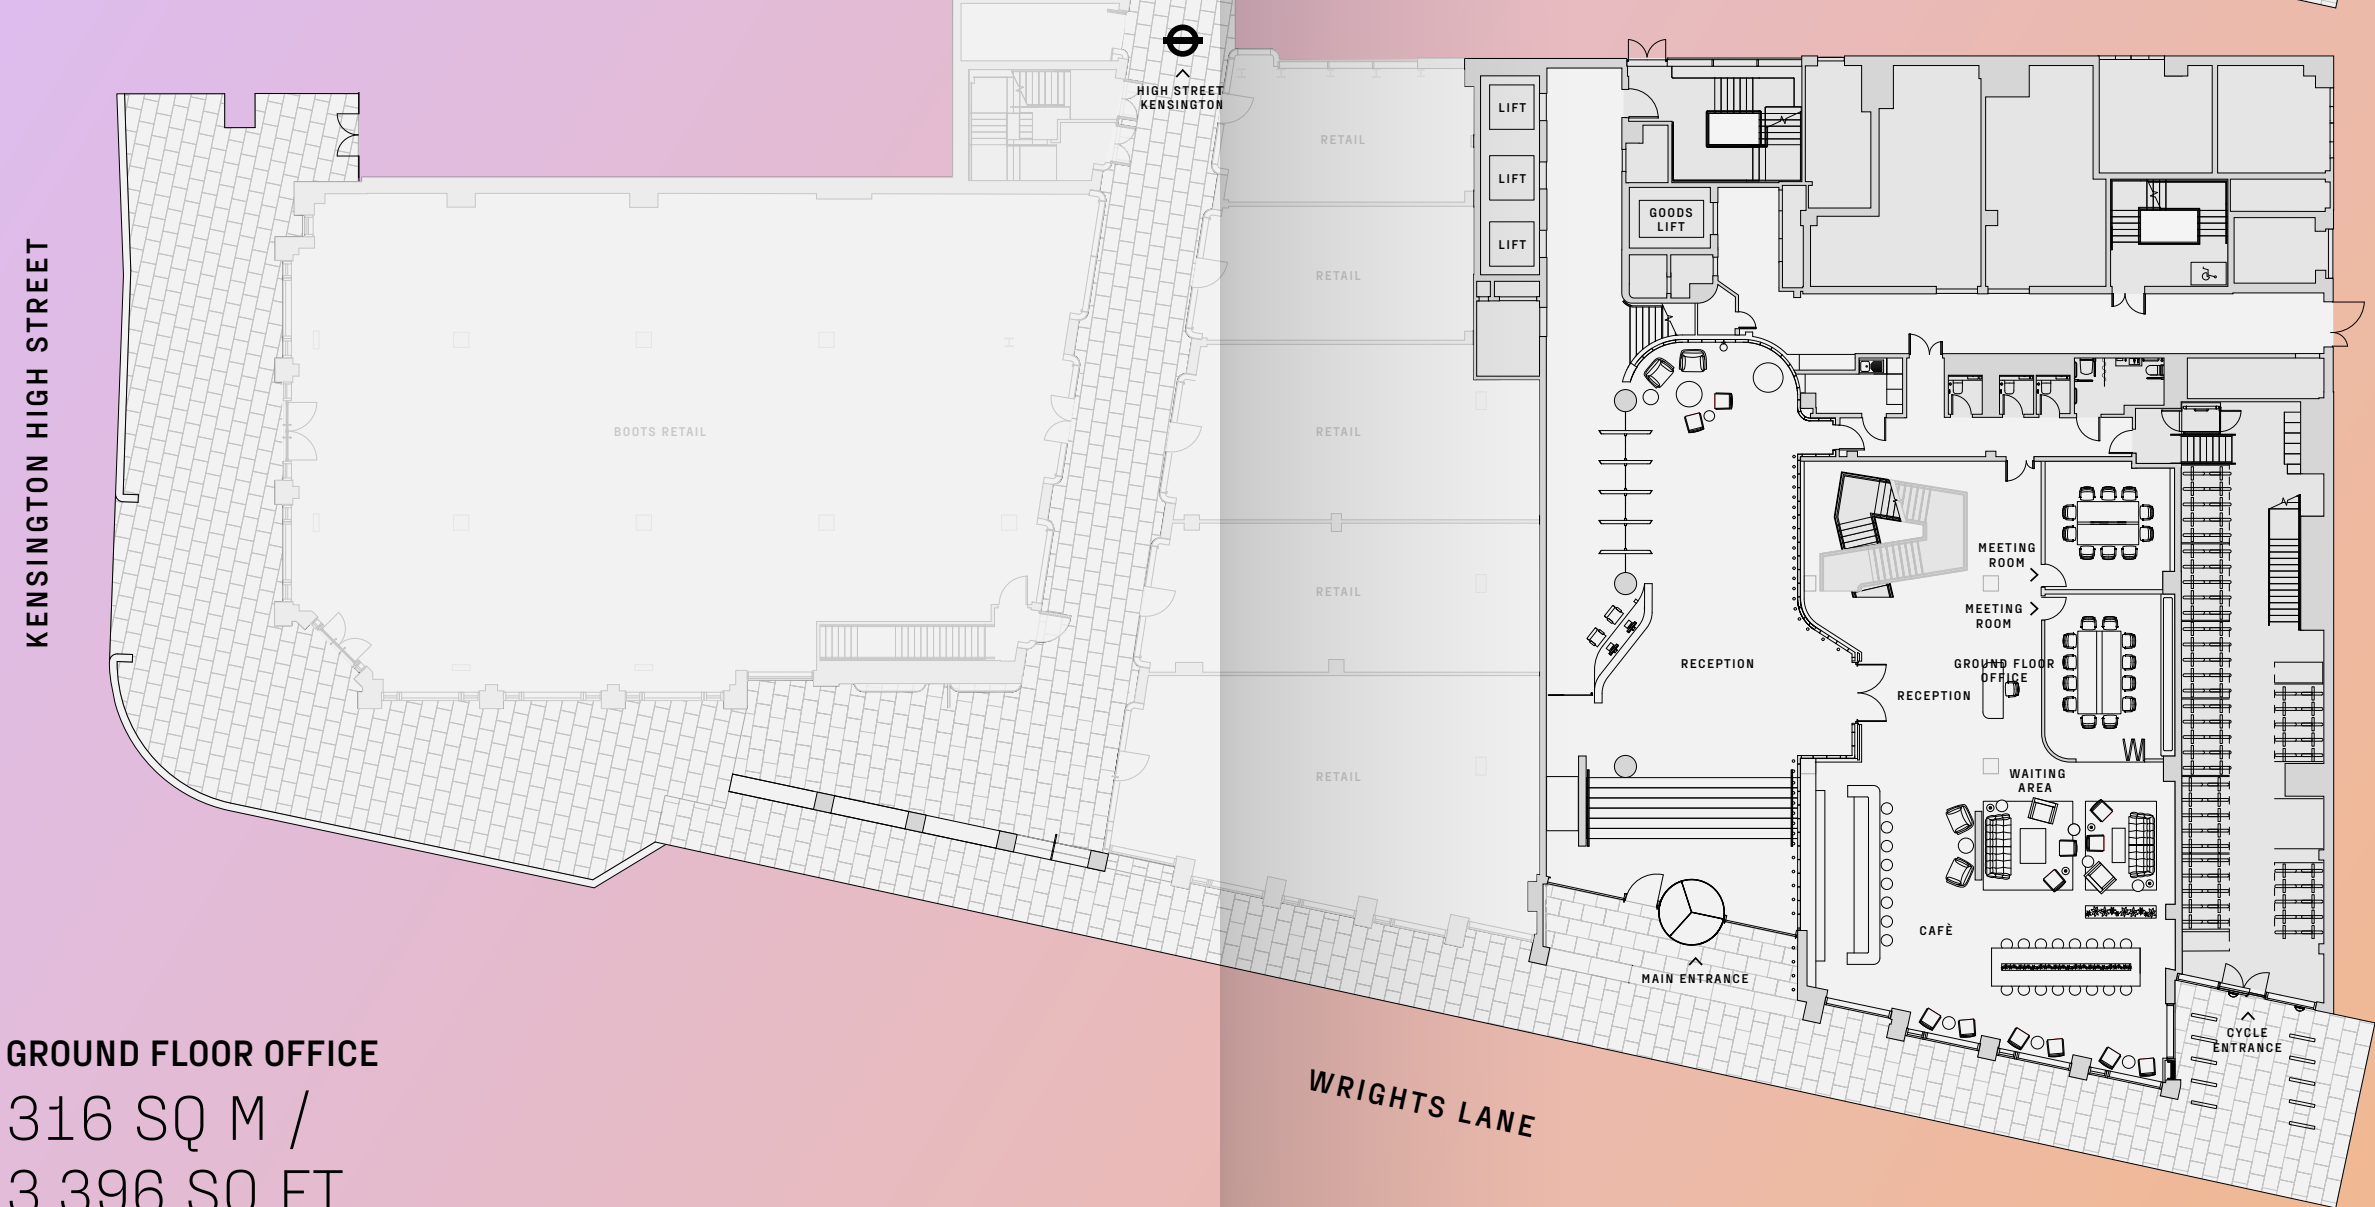 HIGH STREET
KENSINGTON
KENSINGTON HIGH STREET
BOOTS RETAIL
RETAIL
RETAIL
RETAIL
RETAIL
RETAIL
LIFT
LIFT
LIFT
GOODS
LIFT
MEETING
ROOM
MEETING
ROOM
RECEPTION
GROUND FLOOR
OFFICE
RECEPTION
WAITING
AREA
CAFÈ
MAIN ENTRANCE
CYCLE
ENTRANCE
WRIGHTS LANE
GROUND FLOOR OFFICE
316 SQ M /
3,396 SQ FT